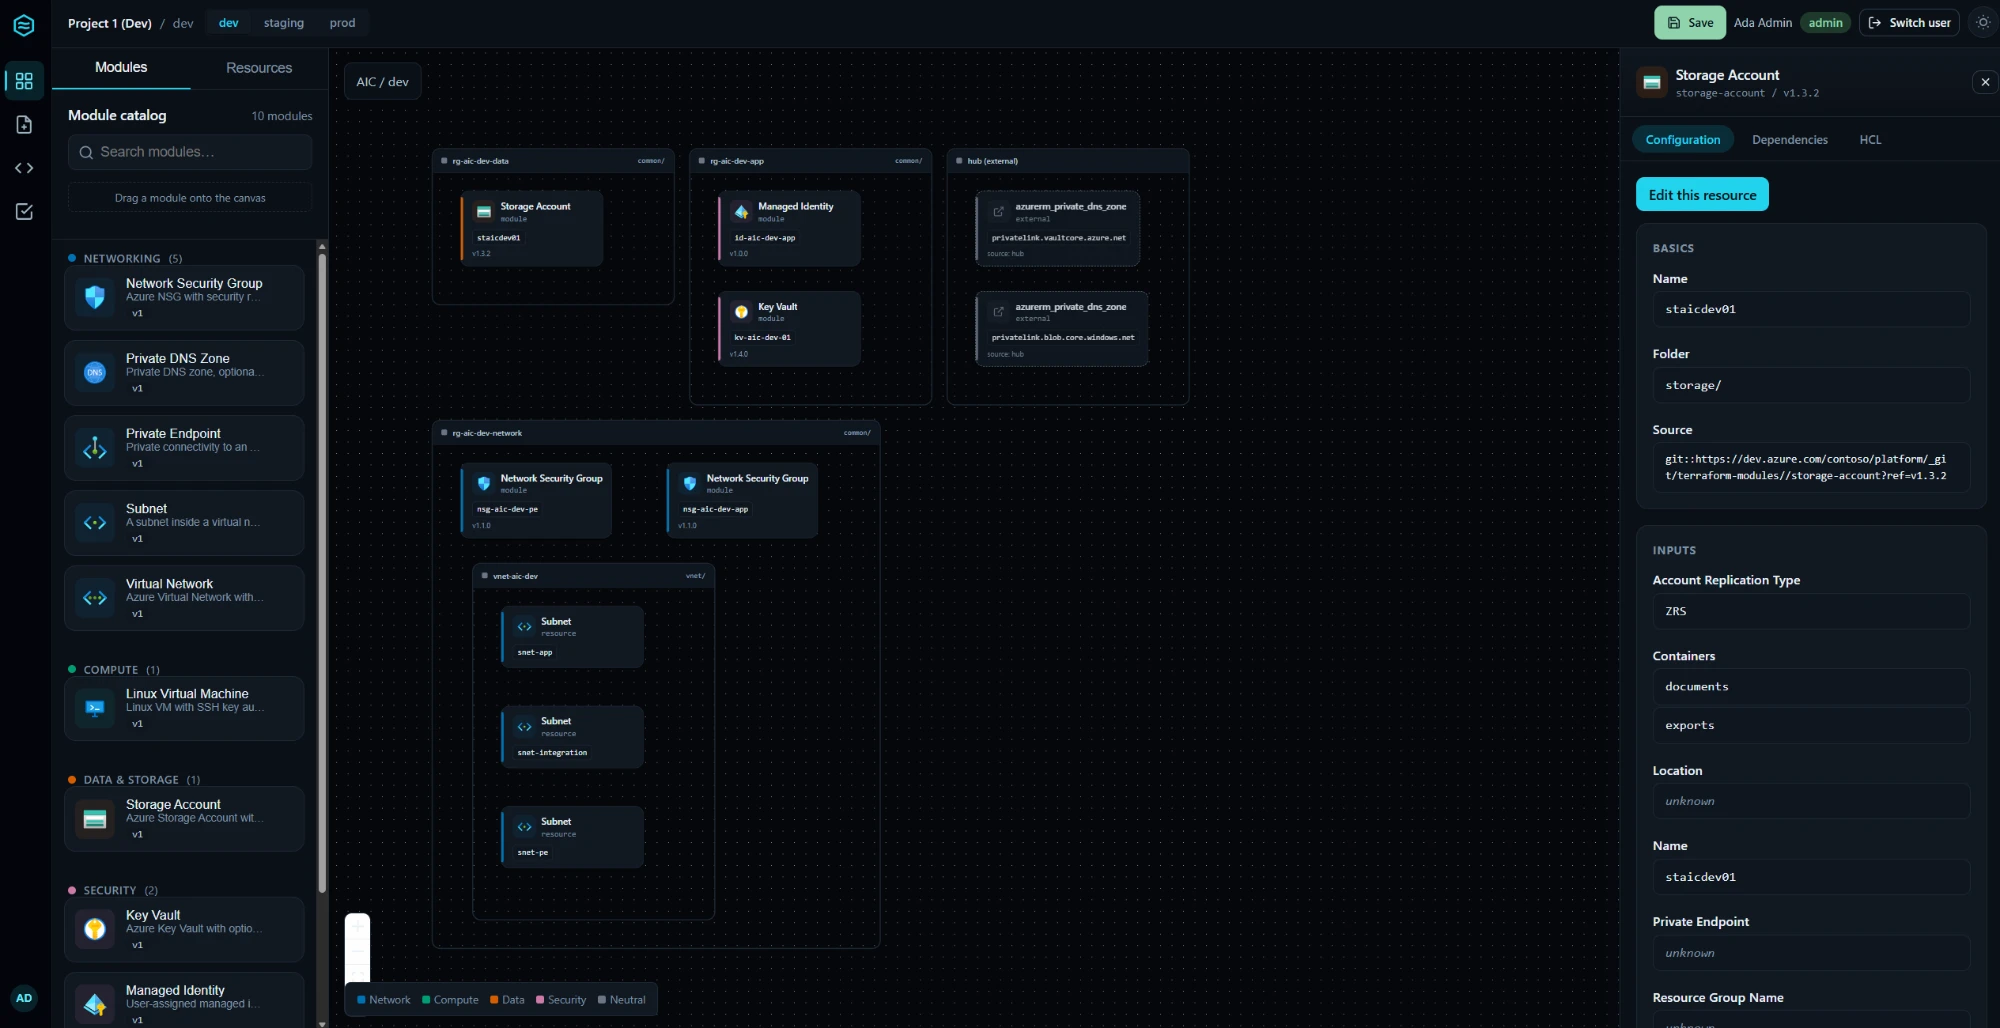 Project 1 (Dev) / dev
dev staging prod
Save
Ada Admin
admin
Switch user
Modules
Resources
Module catalog
10 modules
Search modules...
Drag a module onto the canvas
NETWORKING (5)
Network Security Group
Azure NSG with security r...
v1
Private DNS Zone
Private DNS zone, optiona...
v1
DNS
Private Endpoint
Private connectivity to an ...
v1
Subnet
A subnet inside a virtual n...
v1
Virtual Network
Azure Virtual Network with...
v1
COMPUTE (1)
Linux Virtual Machine
Linux VM with SSH key au...
v1
DATA & STORAGE (1)
Storage Account
Azure Storage Account wit...
v1
SECURITY (2)
Key Vault
Azure Key Vault with optio...
v1
Managed Identity
User-assigned managed i...
v1
AD
AIC / dev
rg-aic-dev-data
common/
Storage Account
module
staicdev01
v1.3.2
rg-aic-dev-app
common/
Managed Identity
module
id-aic-dev-app
v1.0.0
Key Vault
module
kv-aic-dev-01
v1.4.0
hub (external)
azurerm_private_dns_zone
external
privatelink.vaultcore.azure.net
source: hub
azurerm_private_dns_zone
external
privatelink.blob.core.windows.net
source: hub
rg-aic-dev-network
common/
Network Security Group
module
nsg-aic-dev-pe
v1.1.0
Network Security Group
module
nsg-aic-dev-app
v1.1.0
vnet-aic-dev
vnet/
Subnet
resource
snet-app
Subnet
resource
snet-integration
Subnet
resource
snet-pe
Network Compute Data Security Neutral
Storage Account
storage-account / v1.3.2
Configuration
Dependencies
HCL
Edit this resource
BASICS
Name
staicdev01
Folder
storage/
Source
git::https://dev.azure.com/contoso/platform/_gi
t/terraform-modules//storage-account?ref=v1.3.2
INPUTS
Account Replication Type
ZRS
Containers
documents
exports
Location
unknown
Name
staicdev01
Private Endpoint
unknown
Resource Group Name
unknown